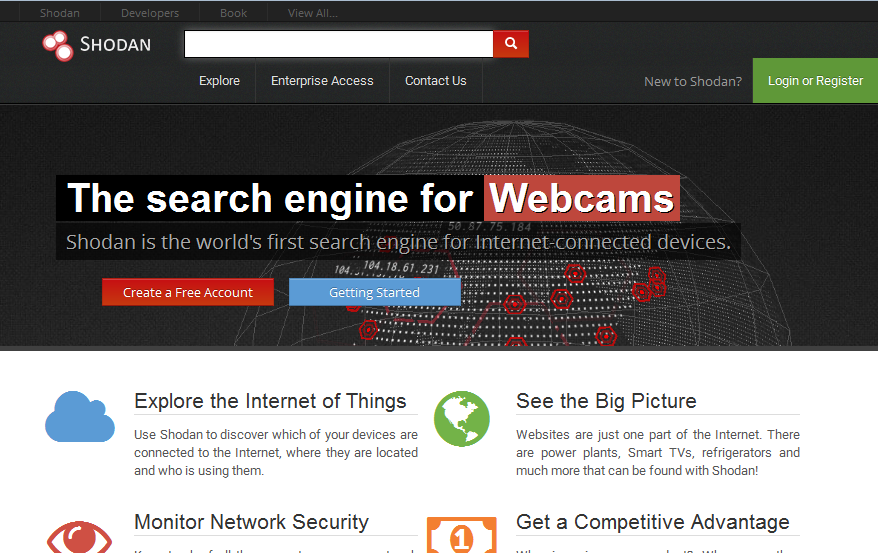 Shodan Developers Book View All...
SHODAN
Explore Enterprise Access Contact Us New to Shodan? Login or Register
The search engine for Webcams
50.67.75.184
Shodan is the world's first search engine for Internet-connected devices.
104.18.61.231
Create a Free Account Getting Started
Explore the Internet of Things
Use Shodan to discover which of your devices are
connected to the Internet, where they are located
and who is using them.
See the Big Picture
Websites are just one part of the Internet. There
are power plants, Smart TVs, refrigerators and
much more that can be found with Shodan!
Monitor Network Security
Get a Competitive Advantage
1